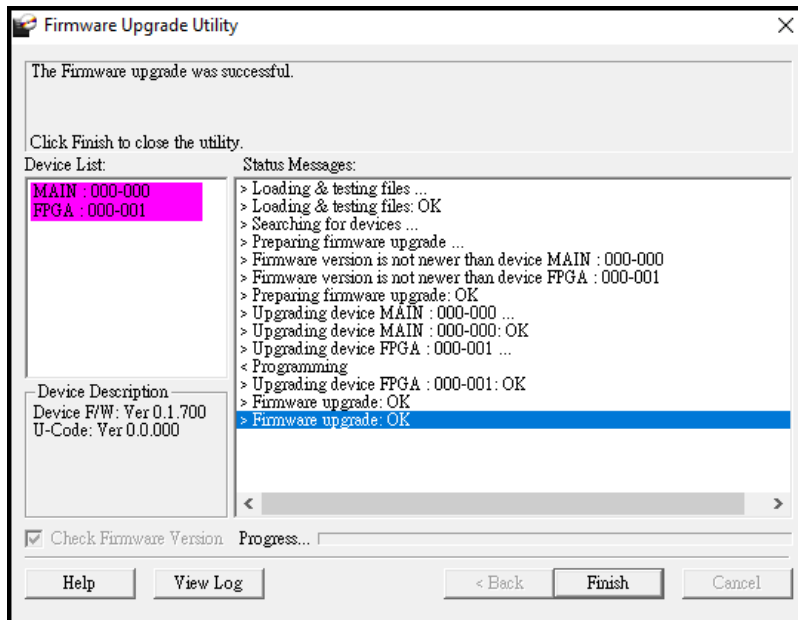 Firmware Upgrade Utility
The Firmware upgrade was successful.
Click Finish to close the utility.
Device List:
MAIN : 000-000
FPGA : 000-001
Status Messages:
> Loading & testing files ...
> Loading & testing files: OK
> Searching for devices ...
> Preparing firmware upgrade ...
> Firmware version is not newer than device MAIN : 000-000
> Firmware version is not newer than device FPGA : 000-001
> Preparing firmware upgrade: OK
> Upgrading device MAIN : 000-000 ...
> Upgrading device MAIN : 000-000: OK
> Upgrading device FPGA : 000-001 ...
< Programming
> Upgrading device FPGA : 000-001: OK
> Firmware upgrade: OK
> Firmware upgrade: OK
Device Description
Device F/W: Ver 0.1.700
U-Code: Ver 0.0.000
Check Firmware Version
Progress...
Help
View Log
< Back
Finish
Cancel